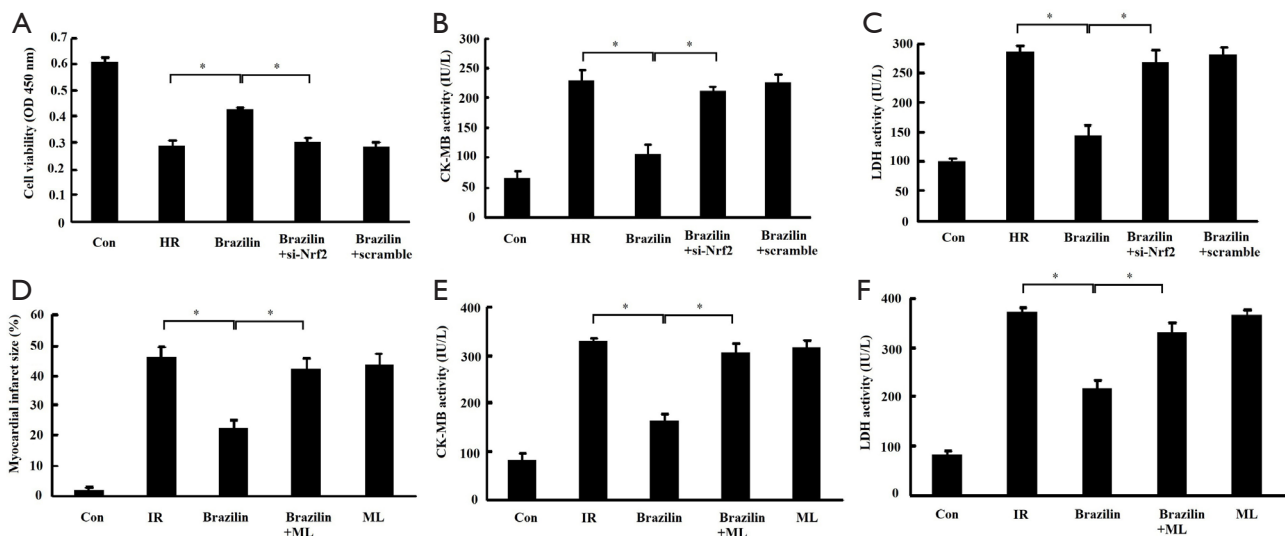 A
Cell viability (OD 450 nm)
0.7
0.6
0.5
0.4
0.3
0.2
0.1
0
*
*
Con
HR
Brazilin
Brazilin
+si-Nrf2
Brazilin
+scramble
B
CK-MB activity (IU/L)
250
200
150
100
50
0
*
*
Con
HR
Brazilin
Brazilin
+si-Nrf2
Brazilin
+scramble
C
LDH activity (IU/L)
300
250
200
150
100
50
0
*
*
Con
HR
Brazilin
Brazilin
+si-Nrf2
Brazilin
+scramble
D
Myocardial infarct size (%)
60
50
40
30
20
10
0
*
*
Con
IR
Brazilin
Brazilin
+ML
ML
E
CK-MB activity (IU/L)
400
300
200
100
0
*
*
Con
IR
Brazilin
Brazilin
+ML
ML
F
LDH activity (IU/L)
400
300
200
100
0
*
*
Con
IR
Brazilin
Brazilin
+ML
ML